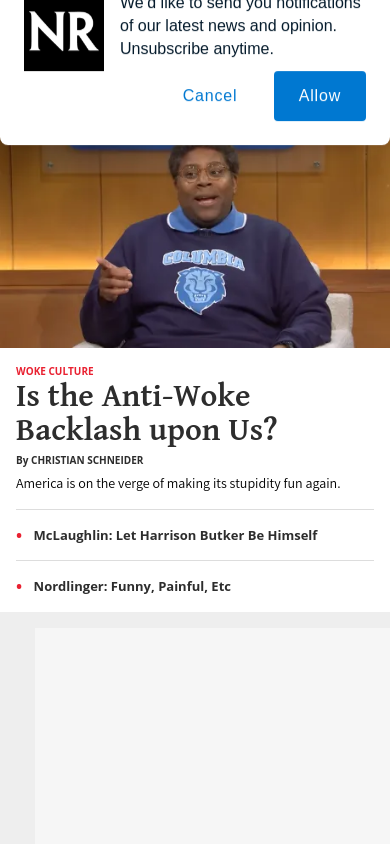 We'd like to send you notifications
NR
of our latest news and opinion.
Unsubscribe anytime.
Cancel
Allow
COLUMBIA
WOKE CULTURE
Is the Anti-Woke
Backlash upon Us?
By CHRISTIAN SCHNEIDER
America is on the verge of making its stupidity fun again.
• McLaughlin: Let Harrison Butker Be Himself
• Nordlinger: Funny, Painful, Etc